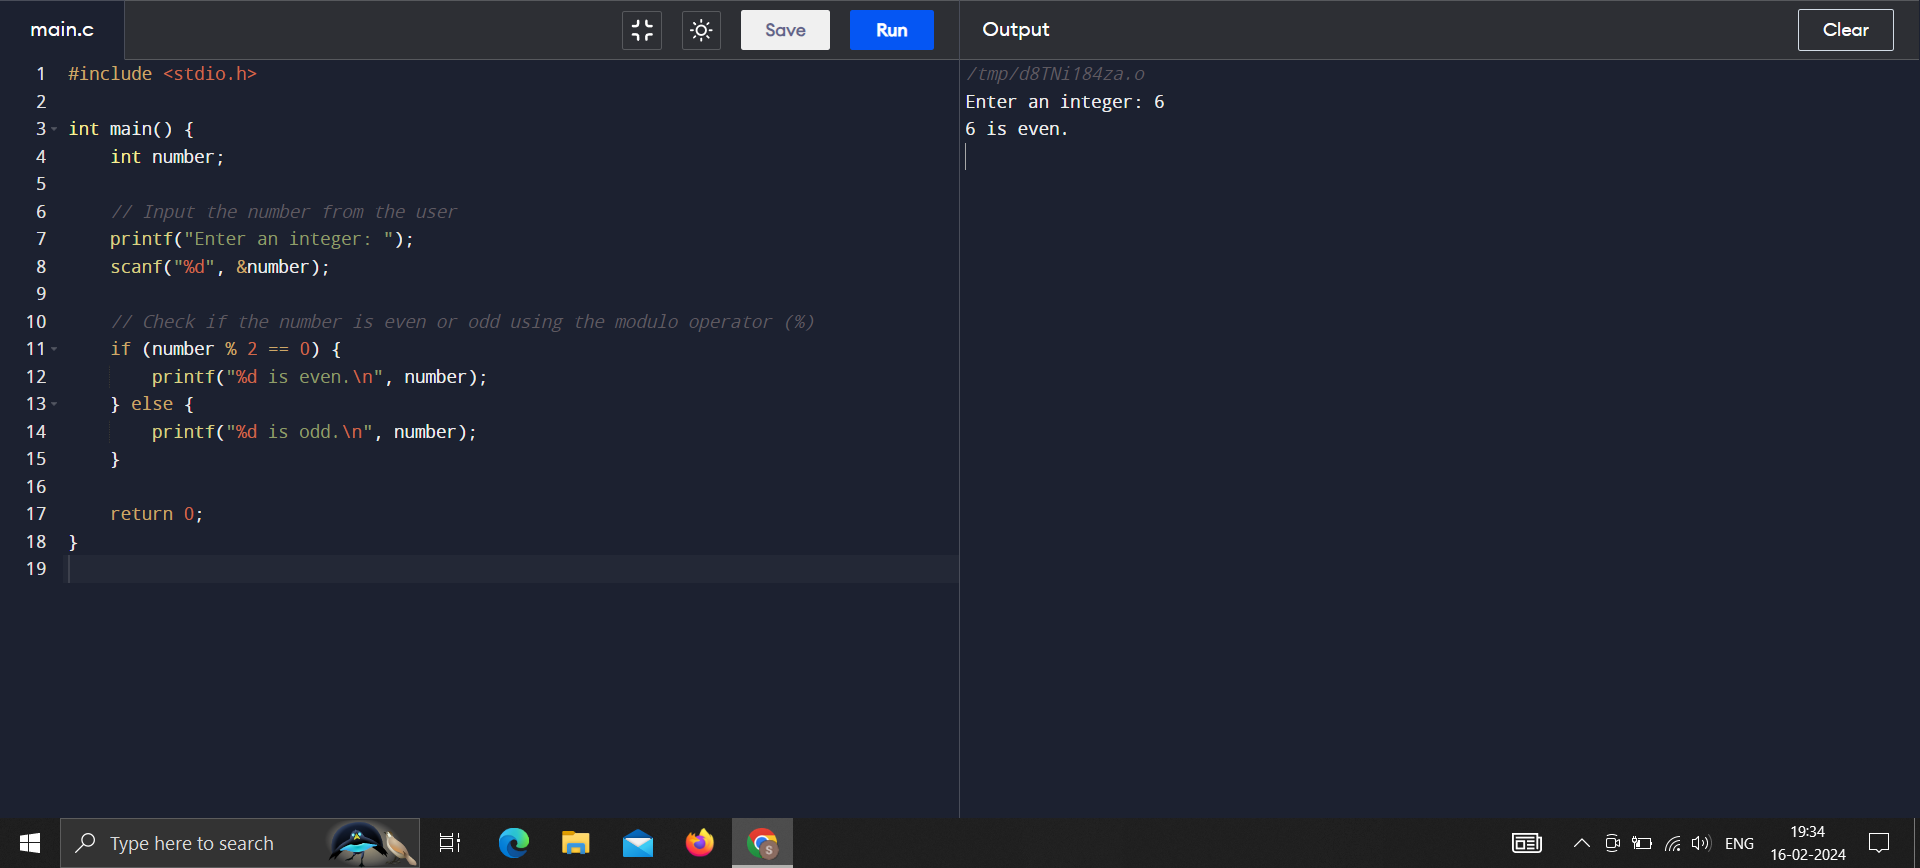 main.c
Save
Run
Output
Clear
1 #include <stdio.h>
2
3 int main() {
4 int number;
5
6 // Input the number from the user
7 printf("Enter an integer: ");
8 scanf("%d", &number);
9
10 // Check if the number is even or odd using the modulo operator (%)
11 if (number % 2 == 0) {
12 printf("%d is even.\n", number);
13 } else {
14 printf("%d is odd.\n", number);
15 }
16
17 return 0;
18 }
19
/tmp/d8TNi184za.o
Enter an integer: 6
6 is even.
Type here to search
S
ENG
19:34
16-02-2024